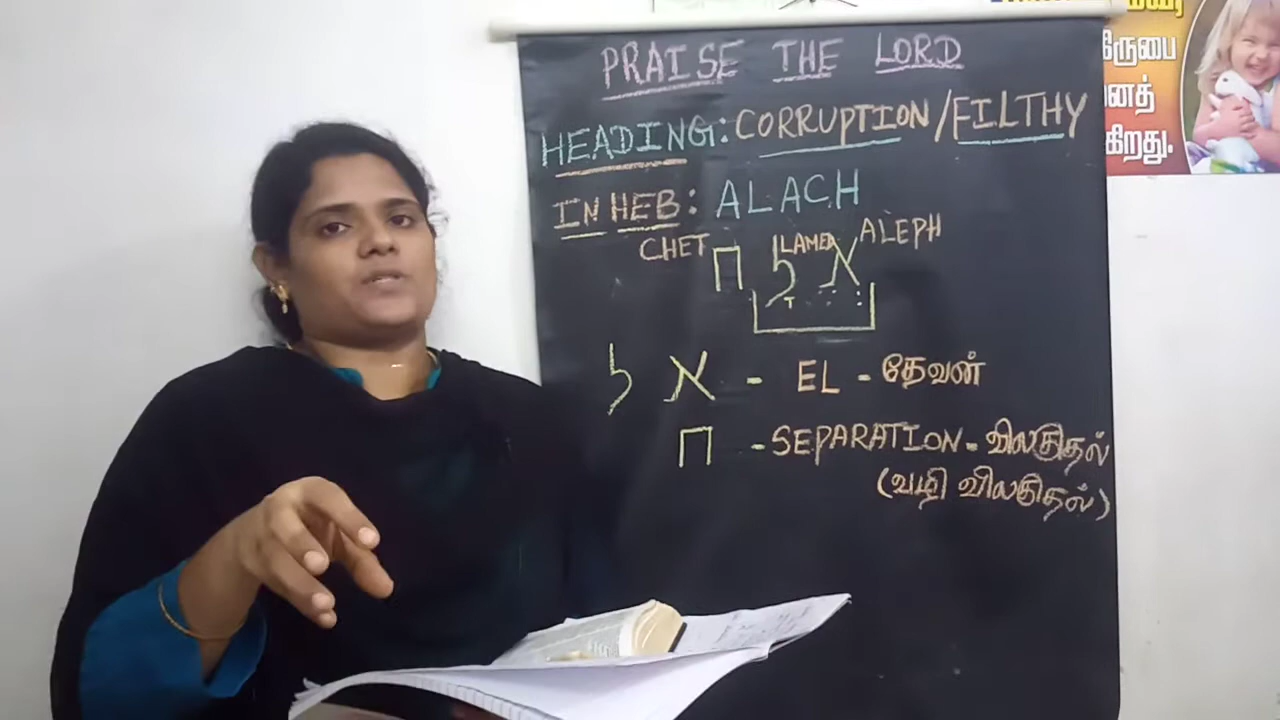 PRAISE THE LORD
HEADING: CORRUPTION/FILTHY
IN HEB: ALACH
CHET ח ל LAMED א ALEPH
ל א - EL - தேவன்
ח - SEPARATION - விலகுதல்
(வழி விலகுதல்)
கிறது.